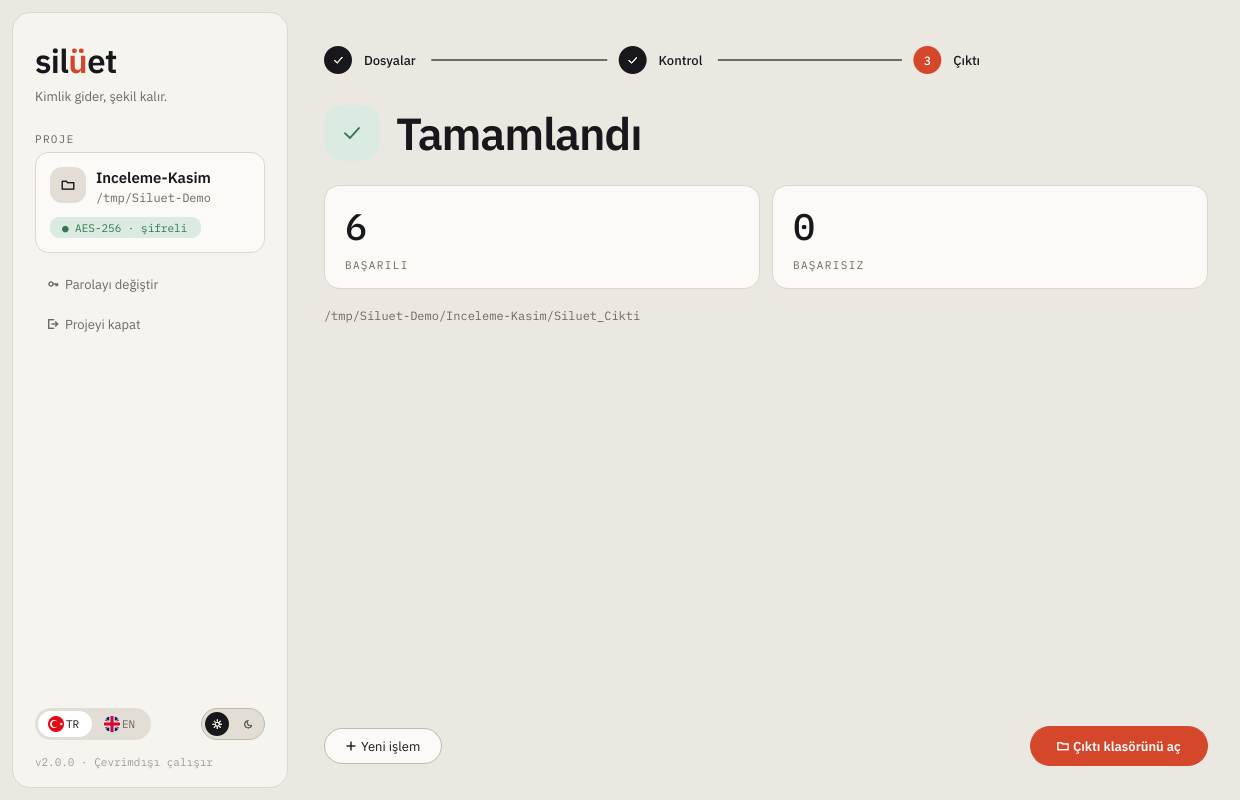 silüet
Kimlik gider, şekil kalır.
PROJE
Inceleme-Kasim
/tmp/Siluet-Demo
● AES-256 · şifreli
Parolayı değiştir
Projeyi kapat
TR
EN
v2.0.0 · Çevrimdışı çalışır
Dosyalar
Kontrol
3 Çıktı
Tamamlandı
6
BAŞARILI
0
BAŞARISIZ
/tmp/Siluet-Demo/Inceleme-Kasim/Siluet_Cikti
+ Yeni işlem
Çıktı klasörünü aç